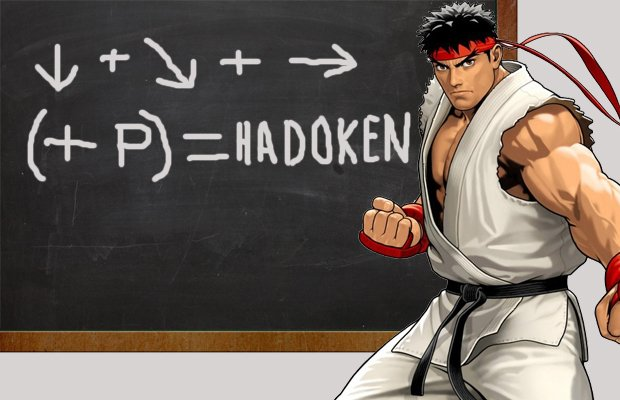 ↓ + ↘ + →
(+ P) = HADOKEN